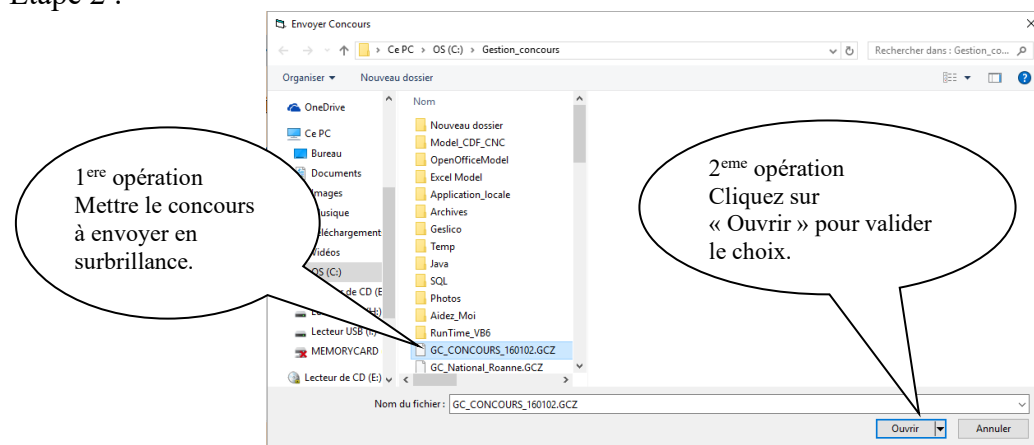 Etape 2 :
Envoyer Concours
Ce PC > OS (C:) > Gestion_concours
Rechercher dans : Gestion_co...
Organiser
Nouveau dossier
OneDrive
Ce PC
Bureau
Documents
Images
Musique
Téléchargement
Vidéos
OS (C:)
de CD (E
Lecteur USB (I:)
MEMORYCARD
Lecteur de CD (E:)
Nom
Nouveau dossier
Model_CDF_CNC
OpenOfficeModel
Excel Model
Application_locale
Archives
Geslico
Temp
Java
SQL
Photos
Aidez_Moi
RunTime_VB6
GC_CONCOURS_160102.GCZ
GC_National_Roanne.GCZ
1ere opération
Mettre le concours
à envoyer en
surbrillance.
2eme opération
Cliquez sur
« Ouvrir » pour valider
le choix.
Nom du fichier : GC_CONCOURS_160102.GCZ
Ouvrir
Annuler